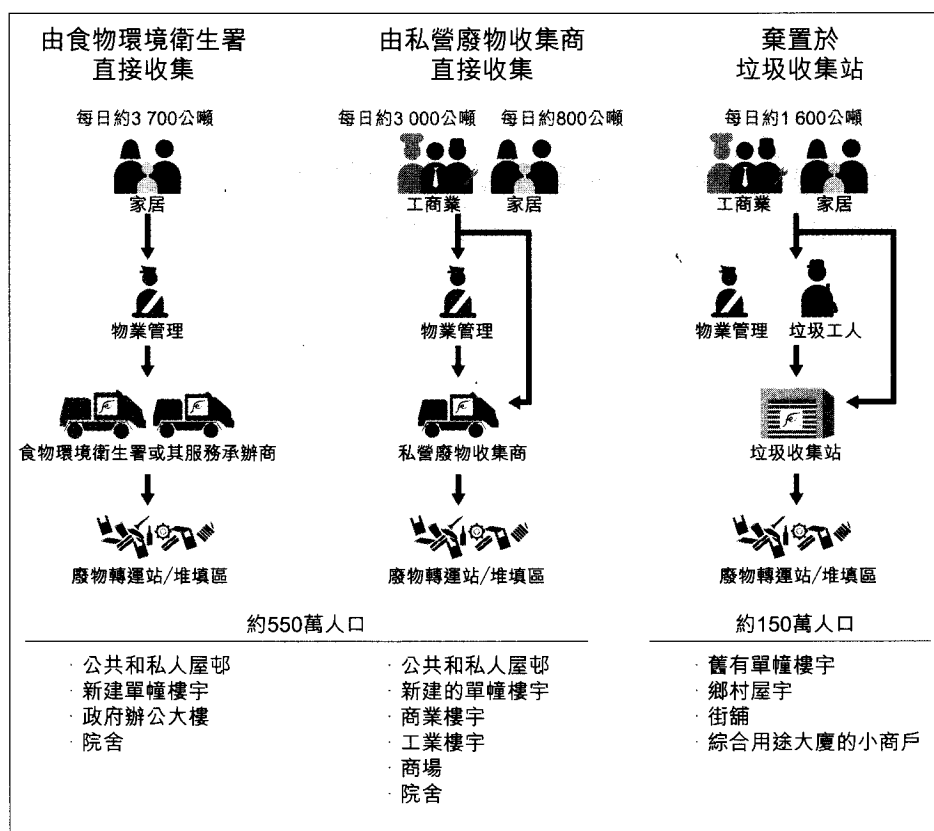 由食物環境衛生署
直接收集
每日約3 700公噸
家居
物業管理
食物環境衛生署或其服務承辦商
廢物轉運站/堆填區
由私營廢物收集商
直接收集
每日約3 000公噸
每日約800公噸
工商業
家居
物業管理
私營廢物收集商
廢物轉運站/堆填區
棄置於
垃圾收集站
每日約1 600公噸
工商業
家居
物業管理
垃圾工人
垃圾收集站
廢物轉運站/堆填區
約550萬人口
· 公共和私人屋邨
· 新建單幢樓宇
· 政府辦公大樓
· 院舍
· 公共和私人屋邨
· 新建的單幢樓宇
· 商業樓宇
· 工業樓宇
· 商場
· 院舍
約150萬人口
· 舊有單幢樓宇
· 鄉村屋宇
· 街舖
· 綜合用途大廈的小商戶